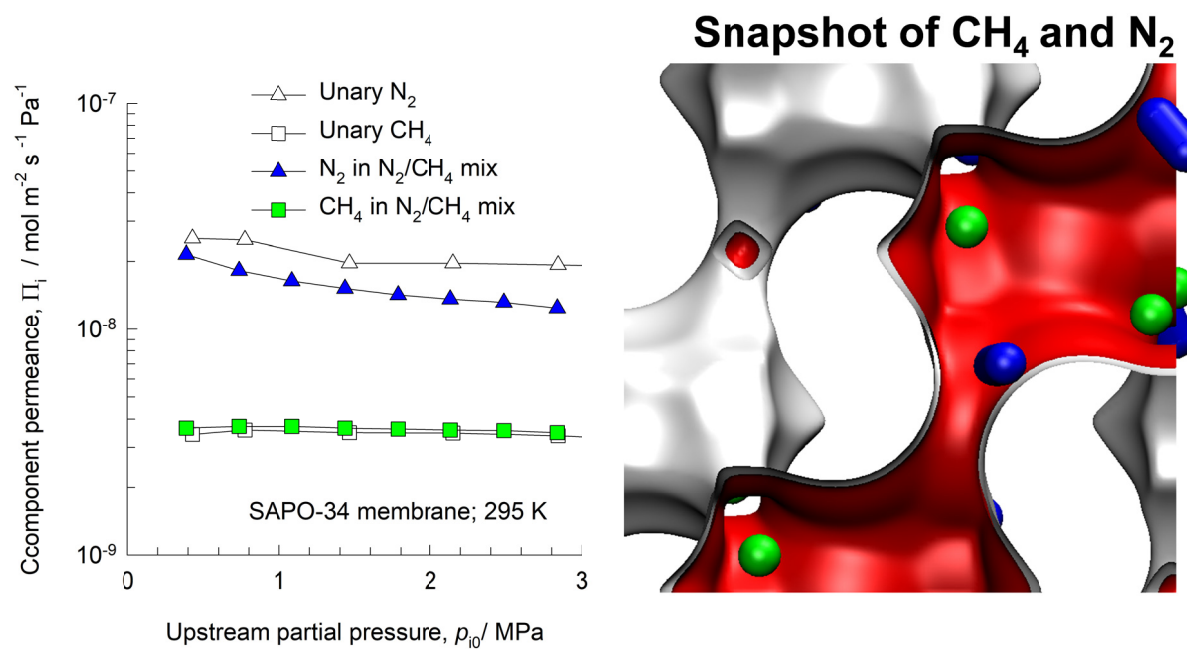 Snapshot of CH₄ and N₂
Unary N₂
Unary CH₄
N₂ in N₂/CH₄ mix
CH₄ in N₂/CH₄ mix
Ccomponent permeance, Πᵢ / mol m⁻² s⁻¹ Pa⁻¹
10⁻⁷
10⁻⁸
10⁻⁹
SAPO-34 membrane; 295 K
0 1 2 3
Upstream partial pressure, pᵢ₀/ MPa